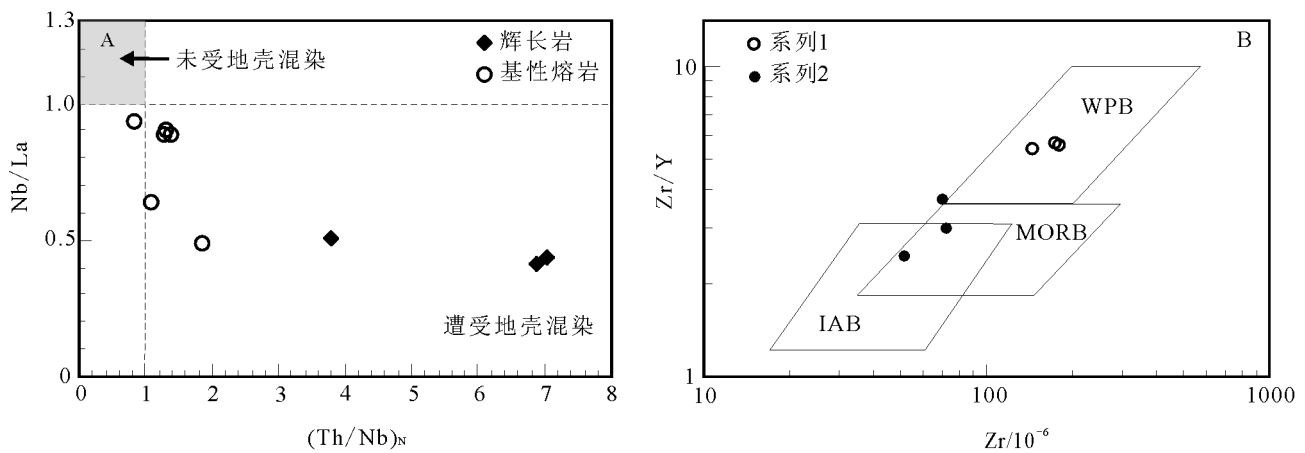 1.3
A
未受地壳混染
辉长岩
基性熔岩
1.0
Nb/La
0.5
遭受地壳混染
0
0 1 2 3 4 5 6 7 8
(Th/Nb)N
系列1
系列2
B
10
WPB
Zr/Y
MORB
IAB
1
10 100 1000
Zr/10⁻⁶